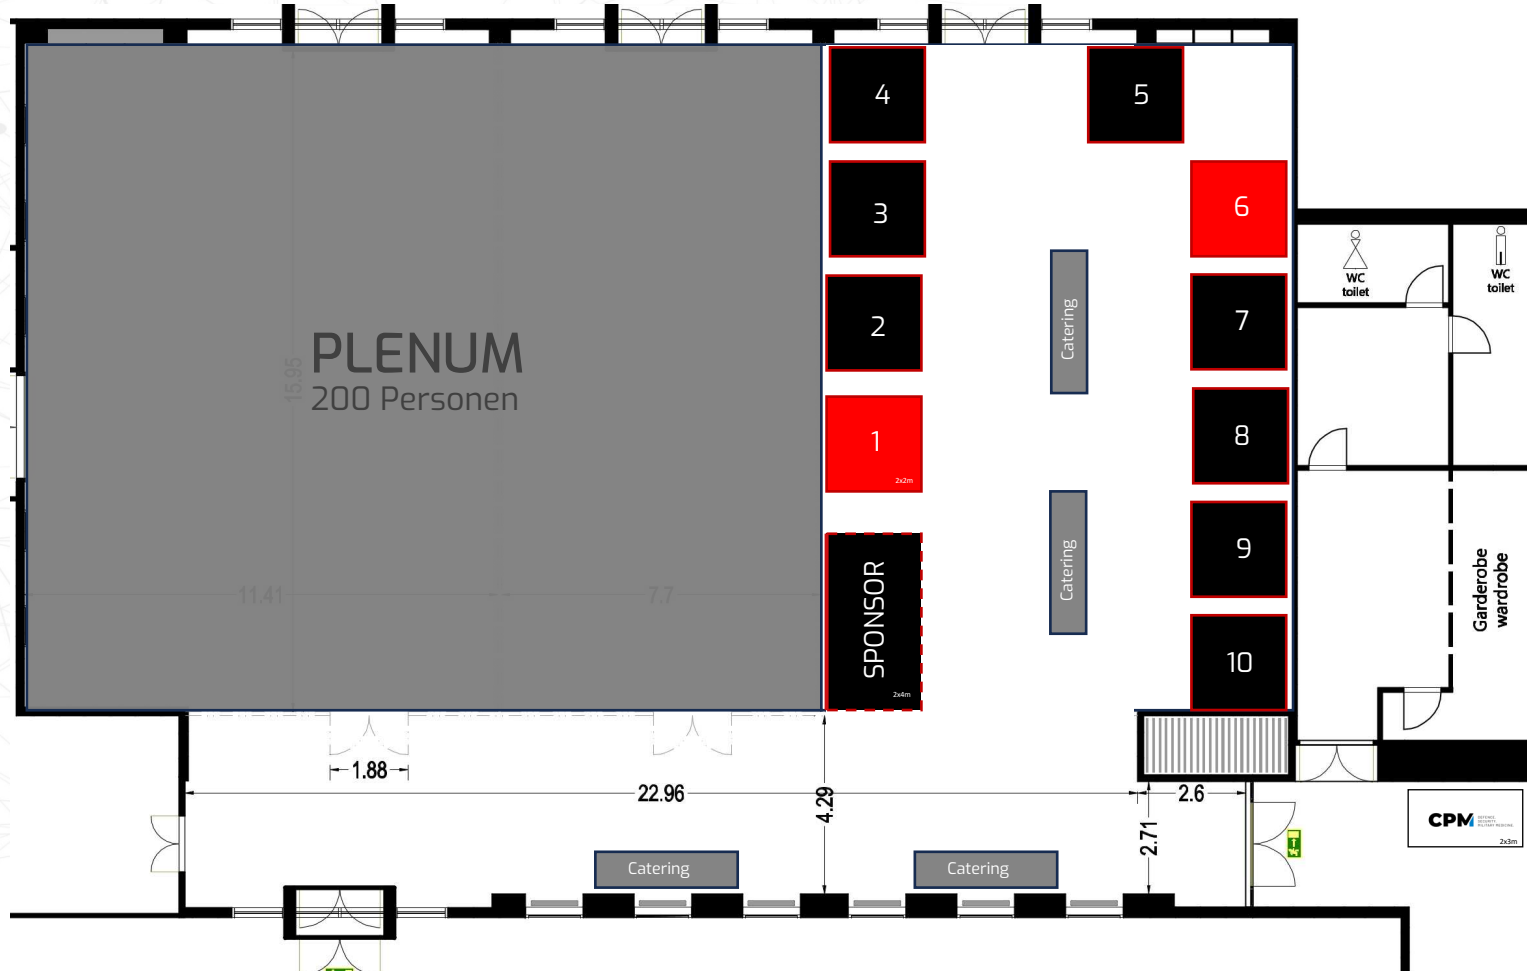 4
5
3
6
WC
toilet
WC
toilet
2
7
Catering
PLENUM
200 Personen
15.95
1
2x2m
8
SPONSOR
2x4m
Catering
9
10
Garderobe
wardrobe
11.41
7.7
1.88
22.96
4.29
2.6
2.71
CPM
2x3m
Catering
Catering